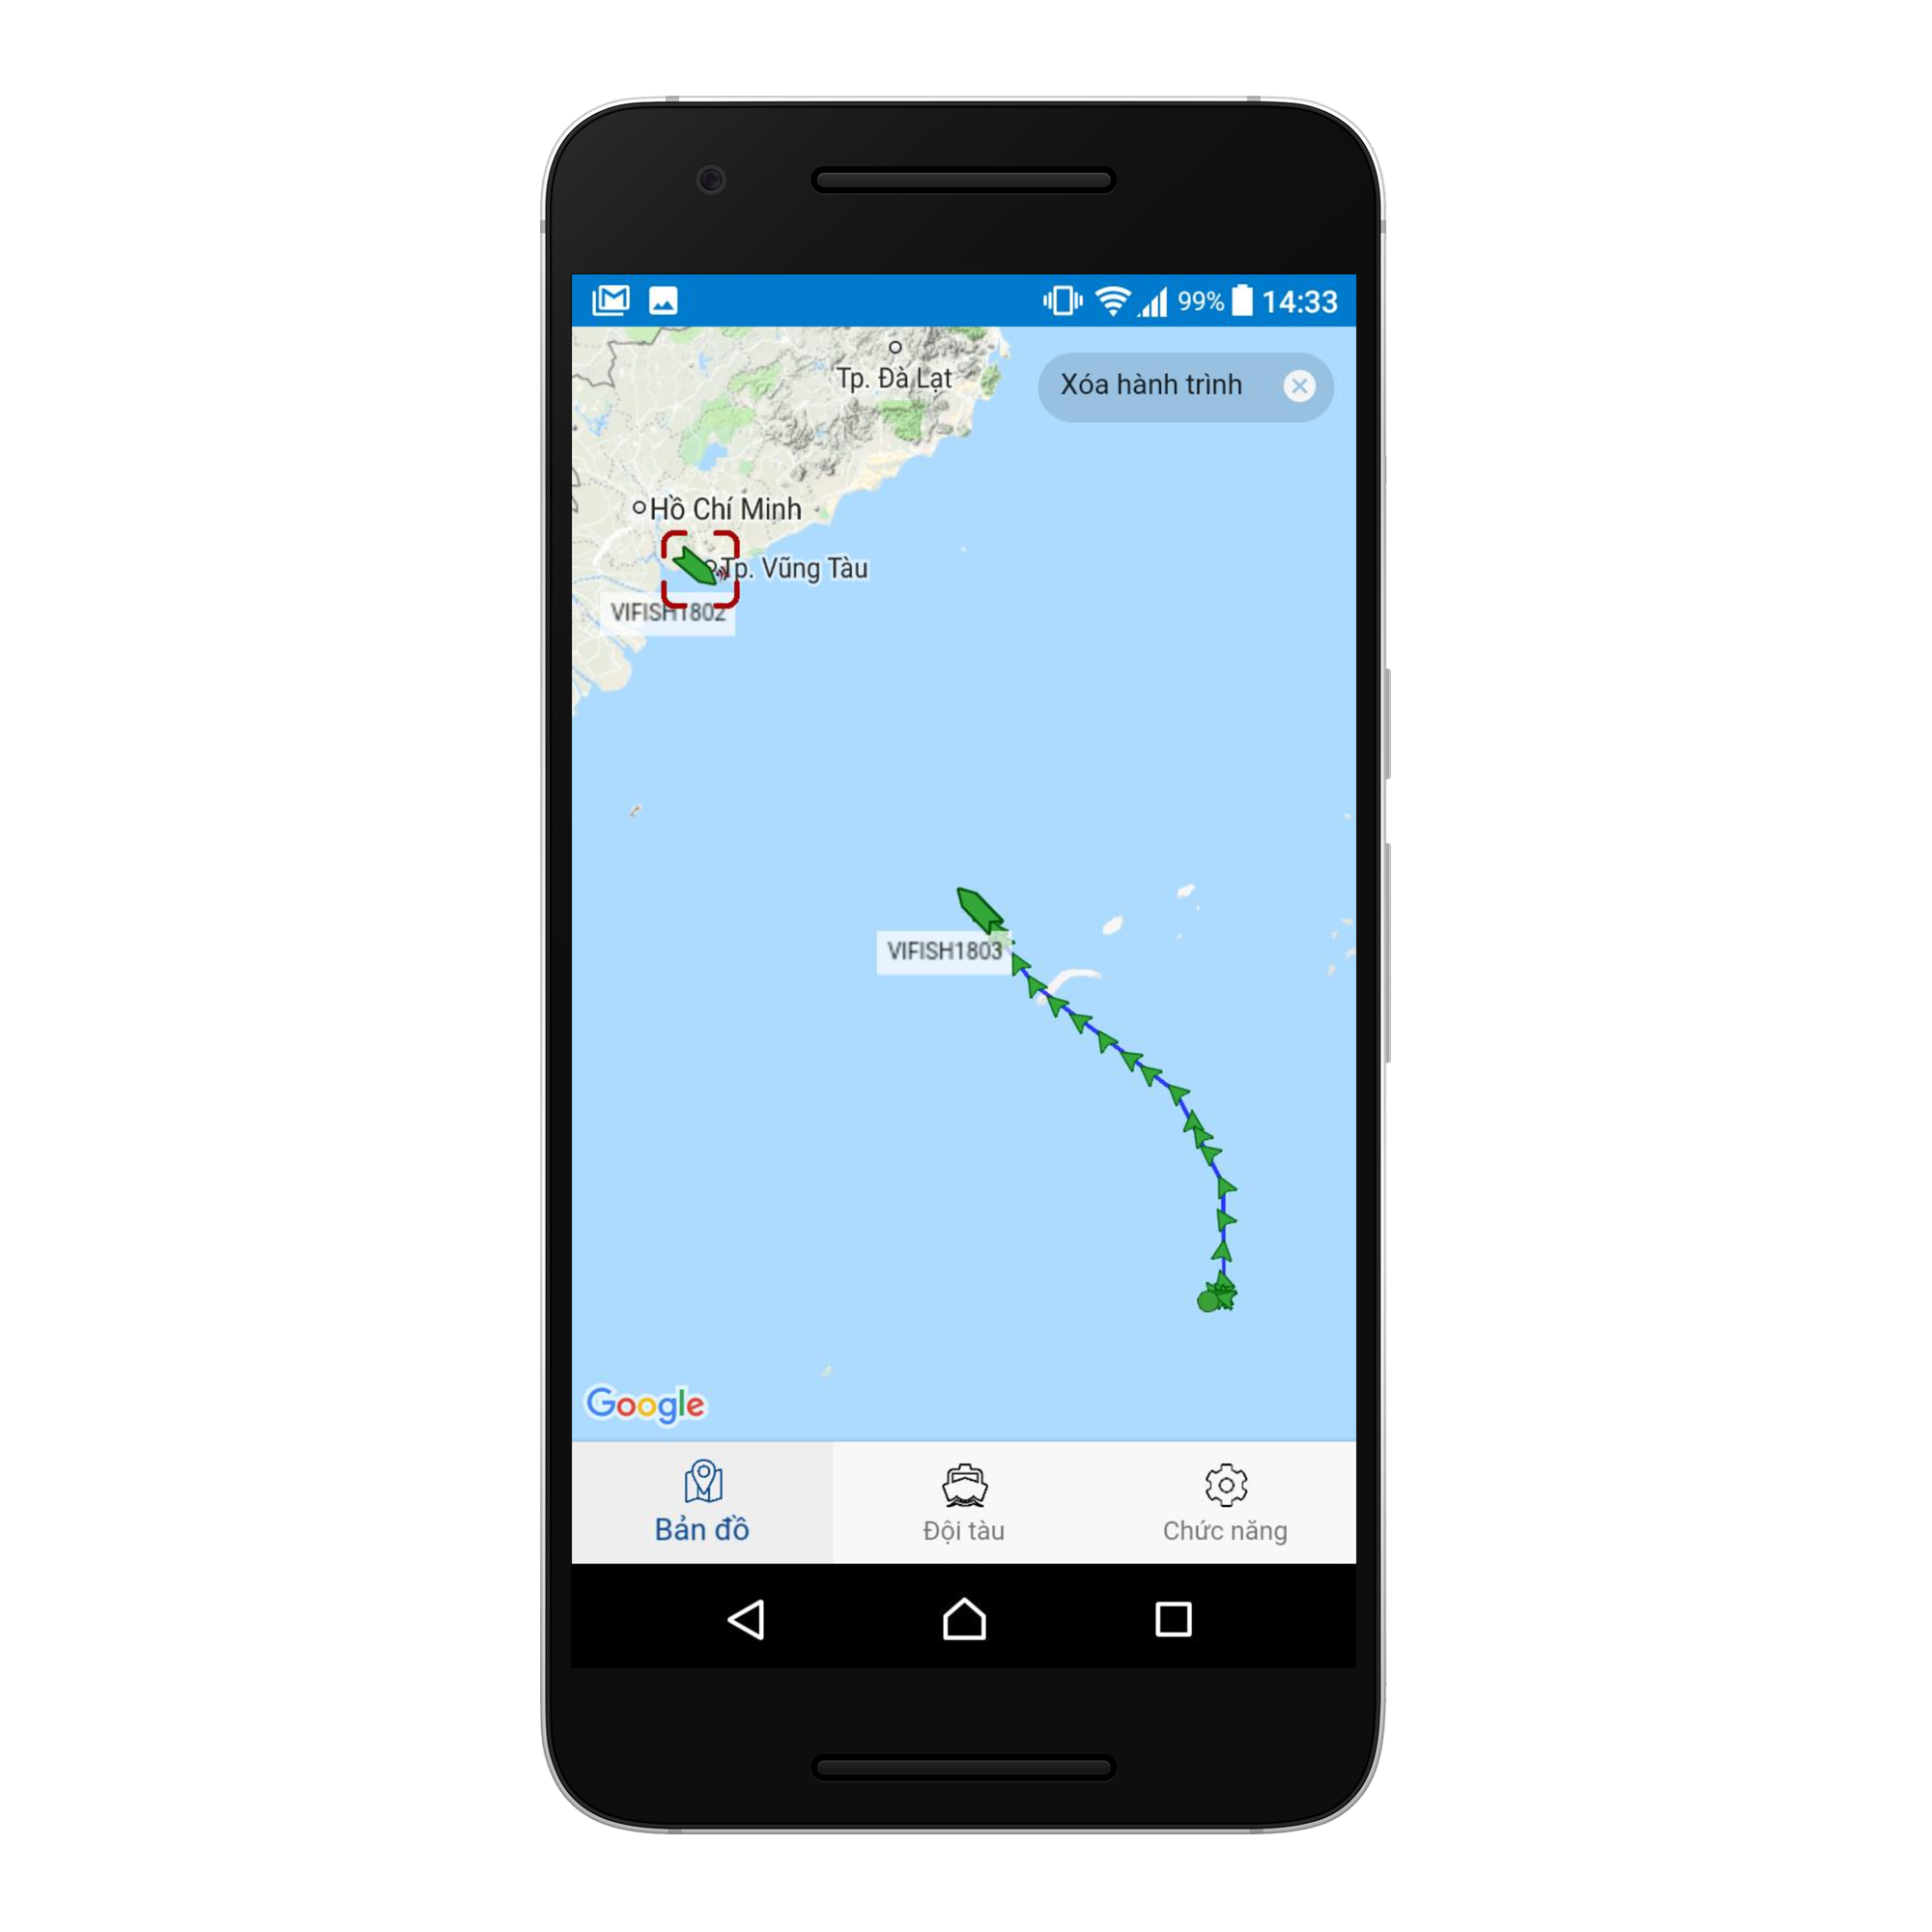 99% 14:33
Tp. Đà Lạt
Xóa hành trình
Hồ Chí Minh
Tp. Vũng Tàu
VIFISH1802
VIFISH1803
Google
Bản đồ
Đội tàu
Chức năng